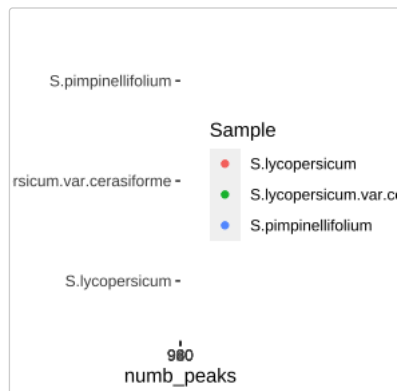 S.pimpinellifolium
Sample
S.lycopersicum
rsicum.var.cerasiforme
S.lycopersicum.var.ce
S.pimpinellifolium
S.lycopersicum
numb_peaks